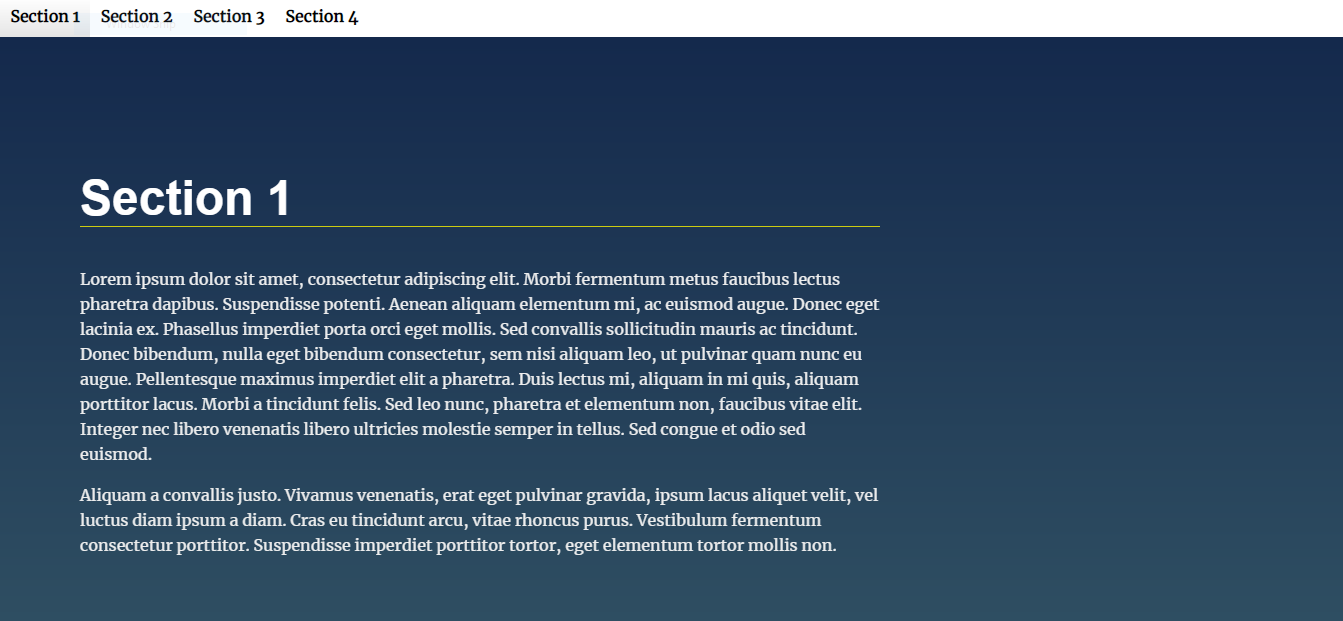 Section 1 Section 2 Section 3 Section 4
Section 1
Lorem ipsum dolor sit amet, consectetur adipiscing elit. Morbi fermentum metus faucibus lectus
pharetra dapibus. Suspendisse potenti. Aenean aliquam elementum mi, ac euismod augue. Donec eget
lacinia ex. Phasellus imperdiet porta orci eget mollis. Sed convallis sollicitudin mauris ac tincidunt.
Donec bibendum, nulla eget bibendum consectetur, sem nisi aliquam leo, ut pulvinar quam nunc eu
augue. Pellentesque maximus imperdiet elit a pharetra. Duis lectus mi, aliquam in mi quis, aliquam
porttitor lacus. Morbi a tincidunt felis. Sed leo nunc, pharetra et elementum non, faucibus vitae elit.
Integer nec libero venenatis libero ultricies molestie semper in tellus. Sed congue et odio sed
euismod.
Aliquam a convallis justo. Vivamus venenatis, erat eget pulvinar gravida, ipsum lacus aliquet velit, vel
luctus diam ipsum a diam. Cras eu tincidunt arcu, vitae rhoncus purus. Vestibulum fermentum
consectetur porttitor. Suspendisse imperdiet porttitor tortor, eget elementum tortor mollis non.